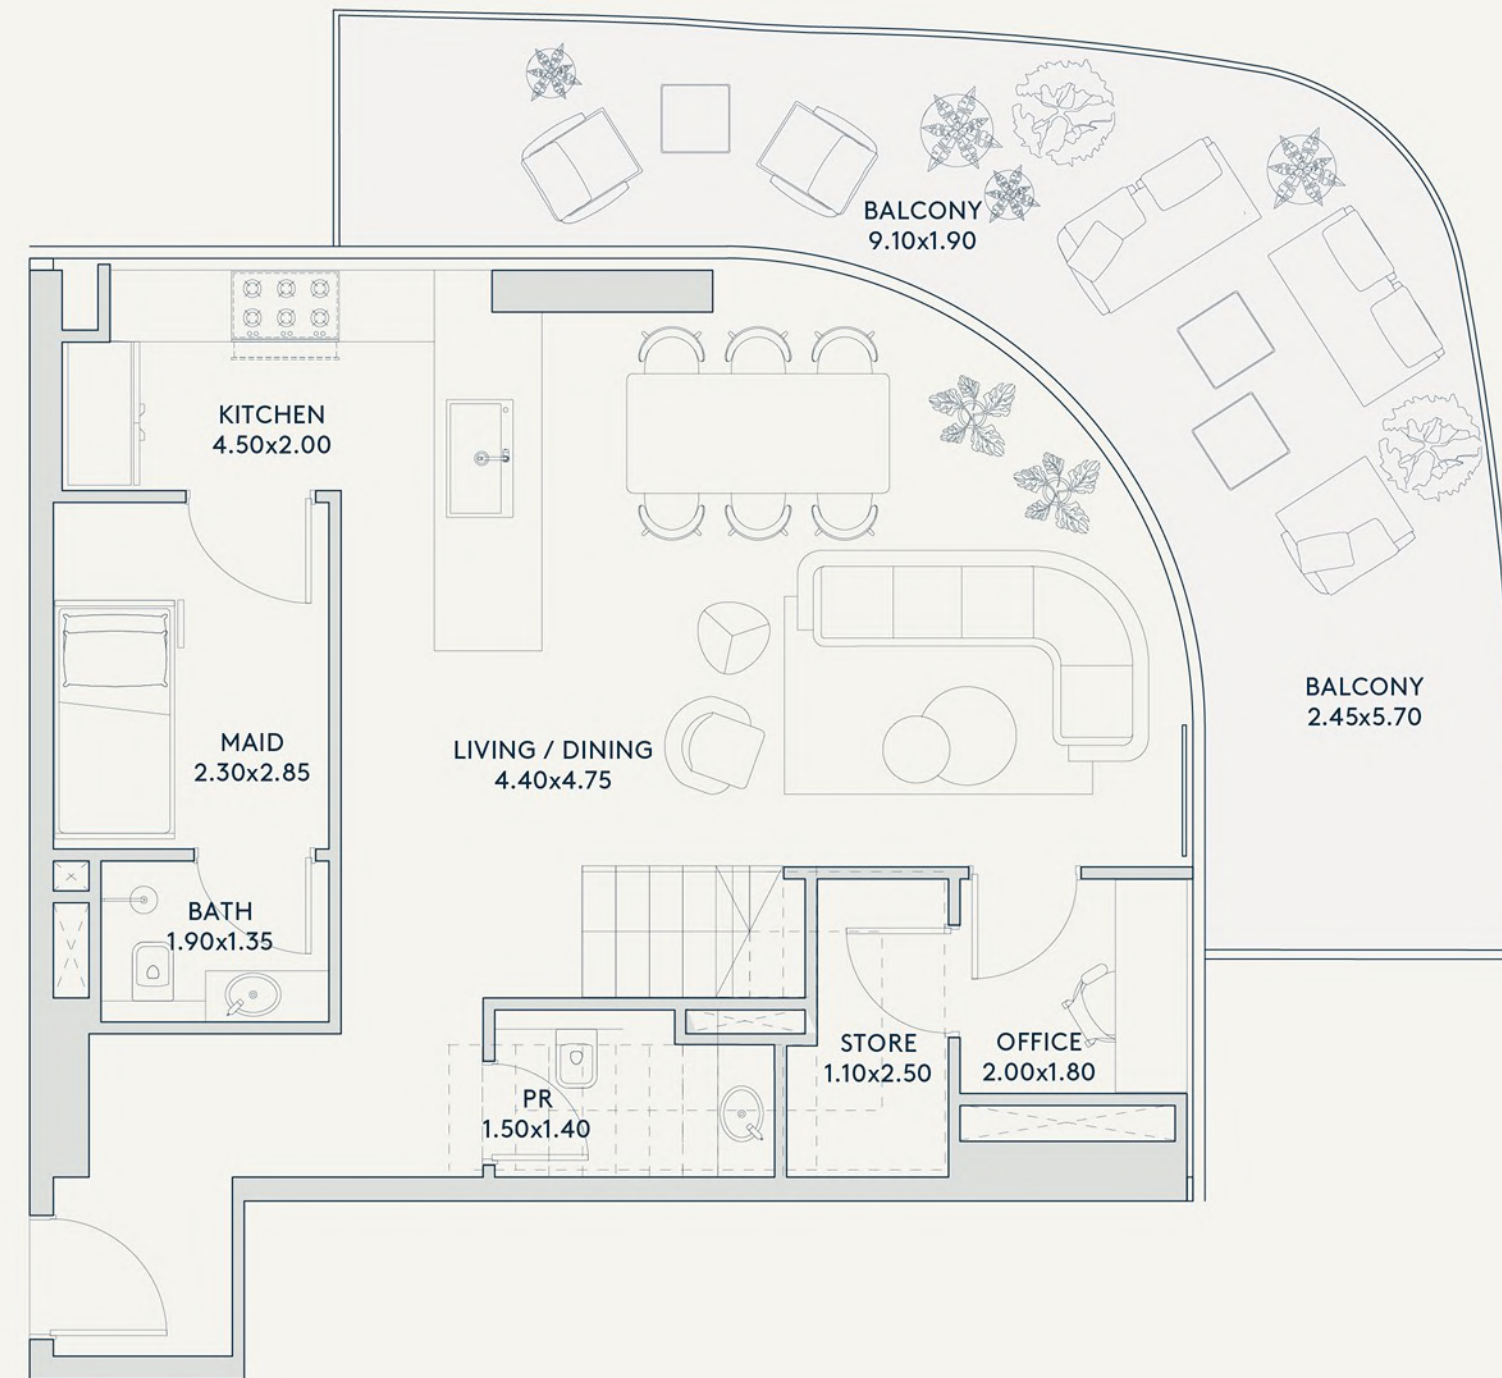 BALCONY
9.10x1.90
KITCHEN
4.50x2.00
BALCONY
2.45x5.70
MAID
2.30x2.85
LIVING / DINING
4.40x4.75
BATH
1.90x1.35
STORE
1.10x2.50
OFFICE
2.00x1.80
PR
1.50x1.40